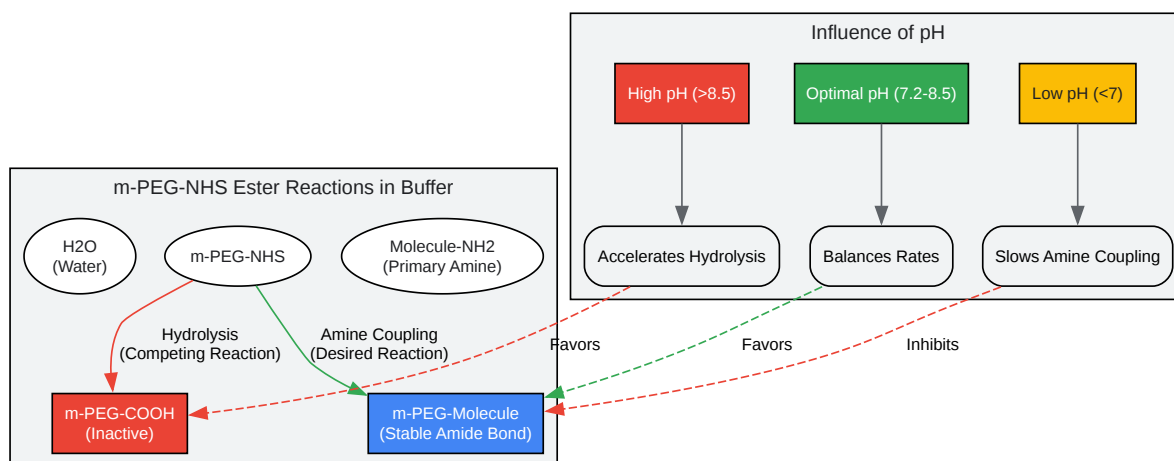 Influence of pH
High pH (>8.5)
Optimal pH (7.2-8.5)
Low pH (<7)
Accelerates Hydrolysis
Balances Rates
Slows Amine Coupling
m-PEG-NHS Ester Reactions in Buffer
H2O
(Water)
m-PEG-NHS
Molecule-NH2
(Primary Amine)
Hydrolysis
(Competing Reaction)
Amine Coupling
(Desired Reaction)
Favors
Favors
Inhibits
m-PEG-COOH
(Inactive)
m-PEG-Molecule
(Stable Amide Bond)